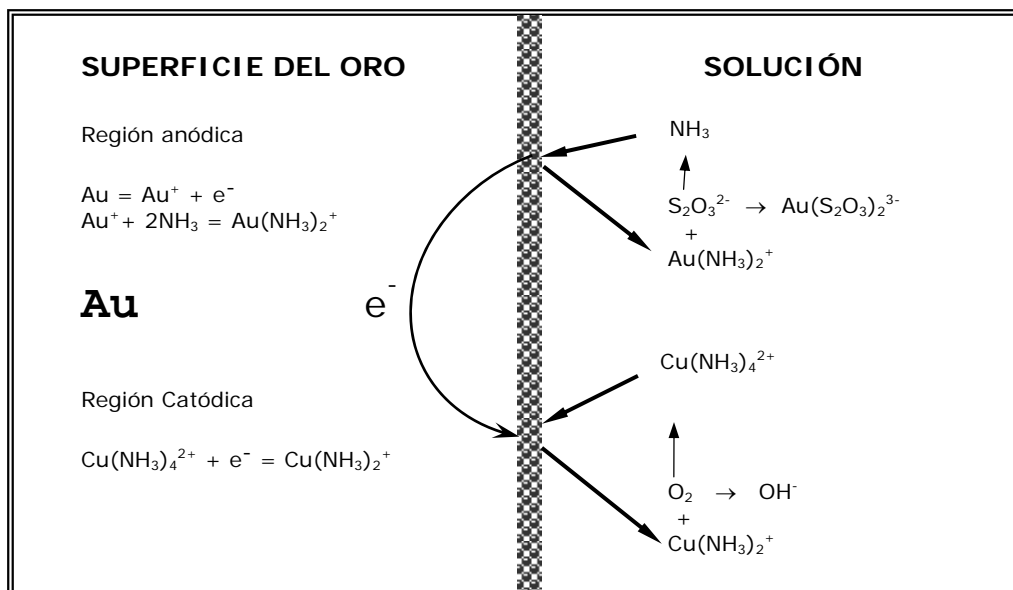 SUPERFICIE DEL ORO
Región anódica
Au = Au⁺ + e⁻
Au⁺ + 2NH₃ = Au(NH₃)₂⁺
Au
e⁻
Región Catódica
Cu(NH₃)₄²⁺ + e⁻ = Cu(NH₃)₂⁺
SOLUCIÓN
NH₃
S₂O₃²⁻ → Au(S₂O₃)₂³⁻
+
Au(NH₃)₂⁺
Cu(NH₃)₄²⁺
O₂ → OH⁻
+
Cu(NH₃)₂⁺